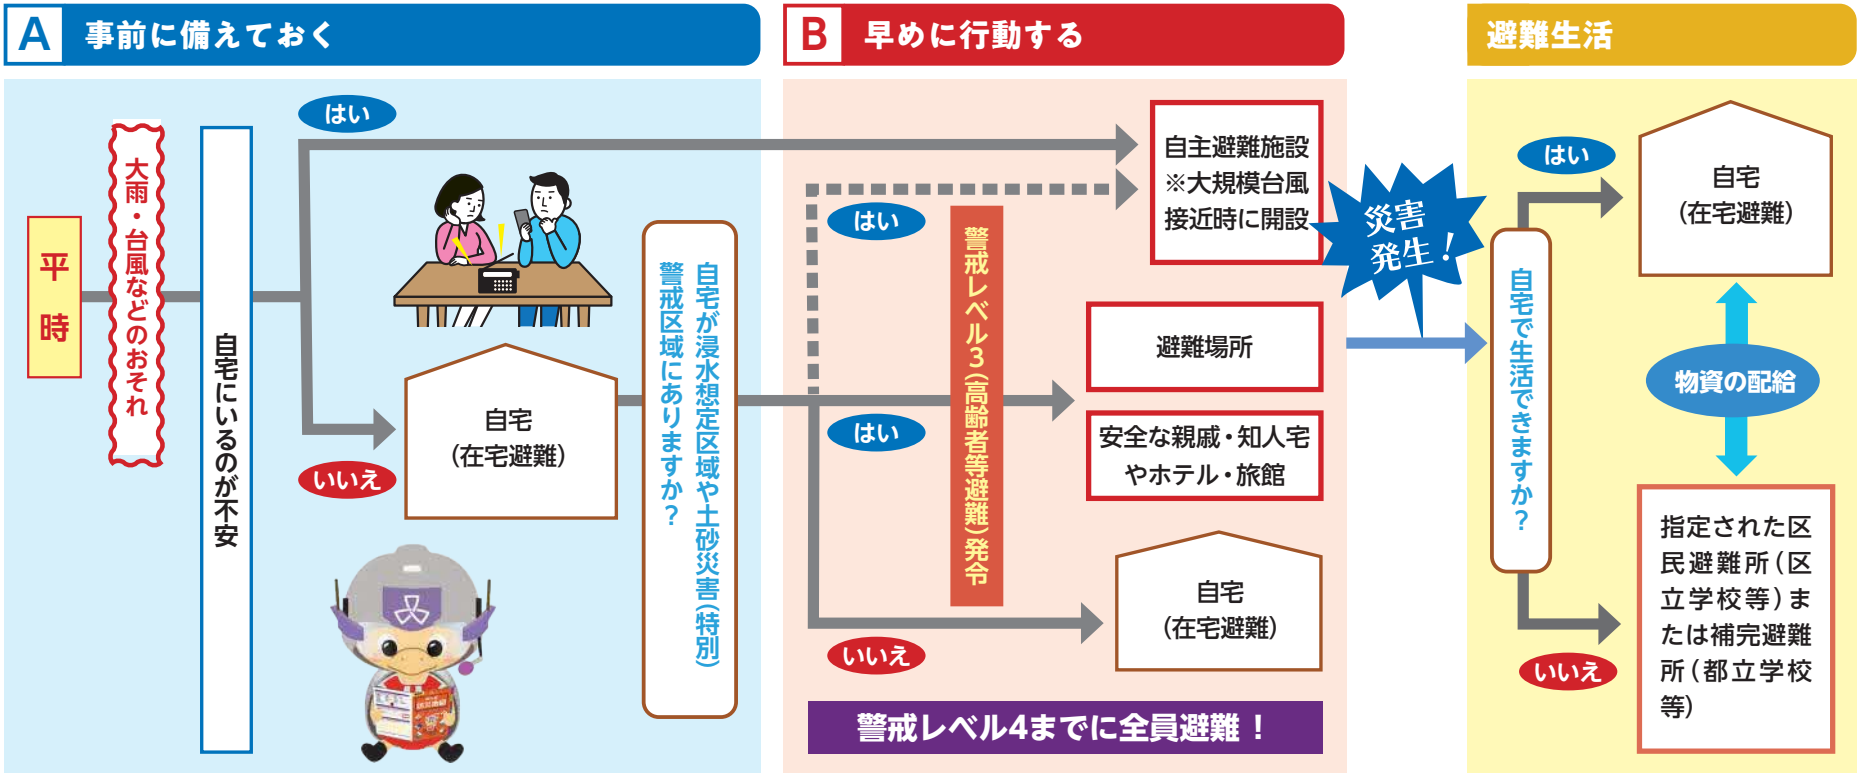 A 事前に備えておく
平時
大雨・台風などのおそれ
自宅にいるのが不安
はい
いいえ
自宅
(在宅避難)
自宅が浸水想定区域や土砂災害(特別)
警戒区域にありますか？
B 早めに行動する
はい
はい
いいえ
警戒レベル3(高齢者等避難)発令
自主避難施設
※大規模台風
接近時に開設
避難場所
安全な親戚・知人宅
やホテル・旅館
自宅
(在宅避難)
警戒レベル4までに全員避難！
災害
発生！
避難生活
自宅で生活できますか？
はい
いいえ
自宅
(在宅避難)
物資の配給
指定された区
民避難所(区
立学校等)ま
たは補完避難
所(都立学校
等)